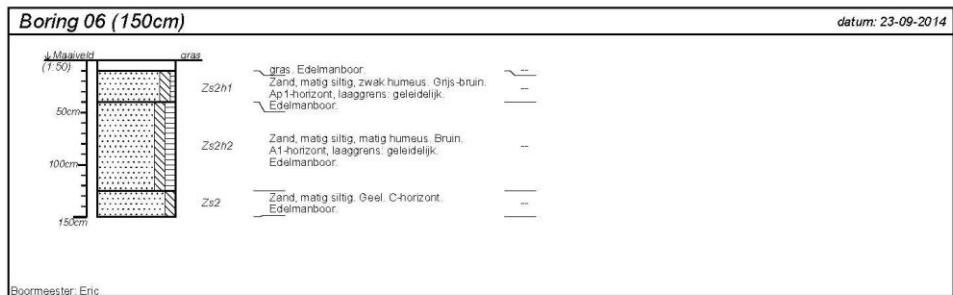 Boring 06 (150cm)
datum: 23-09-2014
Maaiveld
gras
(1:50)
gras. Edelmanboor.
--
Zs2h1
Zand, matig siltig, zwak humeus. Grijs-bruin.
Ap1-horizont, laaggrens: geleidelijk.
Edelmanboor.
--
50cm
Zs2h2
Zand, matig siltig, matig humeus. Bruin.
A1-horizont, laaggrens: geleidelijk.
Edelmanboor.
--
100cm
Zs2
Zand, matig siltig. Geel. C-horizont.
Edelmanboor.
--
150cm
Boormeester: Eric